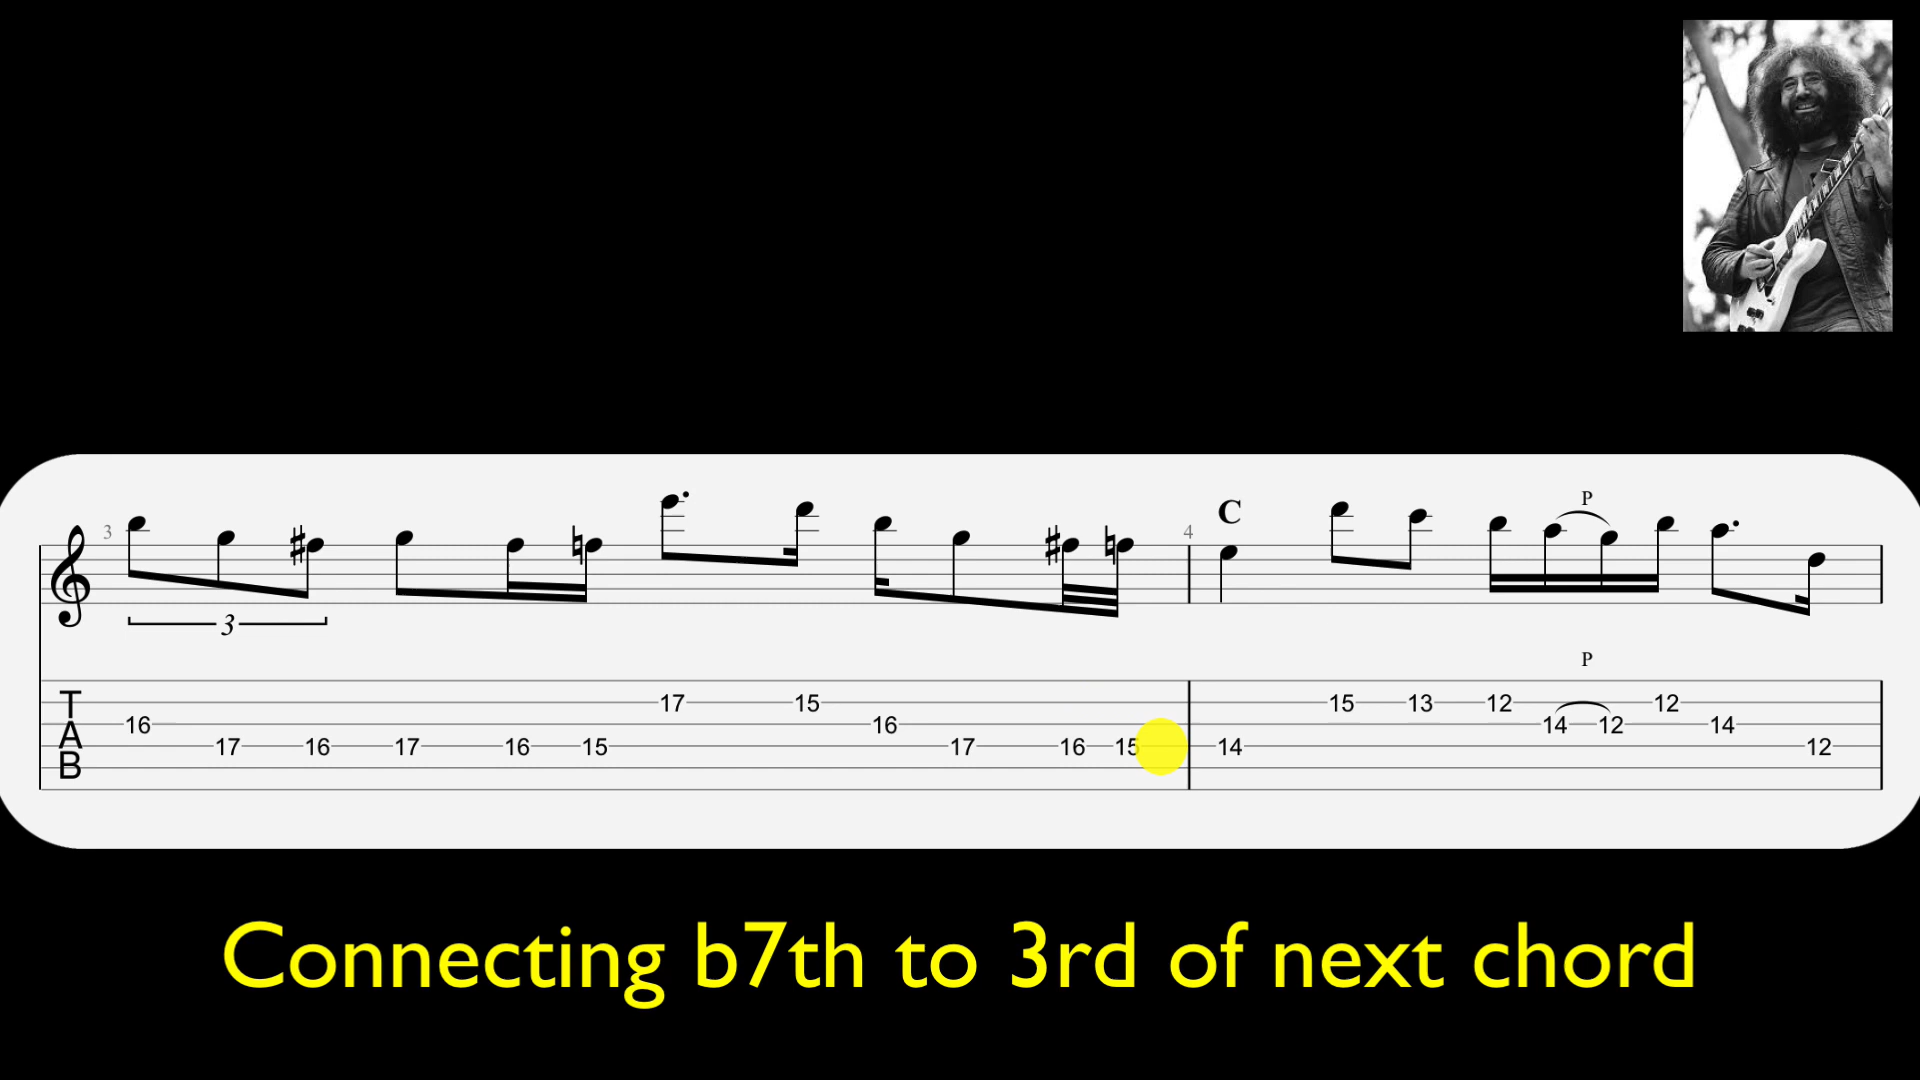 C P
3 4
3
P
T 17 15 15 13 12 12
A 16 16 14 12 14
17 16 17 16 15 17 16 15 14 12
B
Connecting b7th to 3rd of next chord